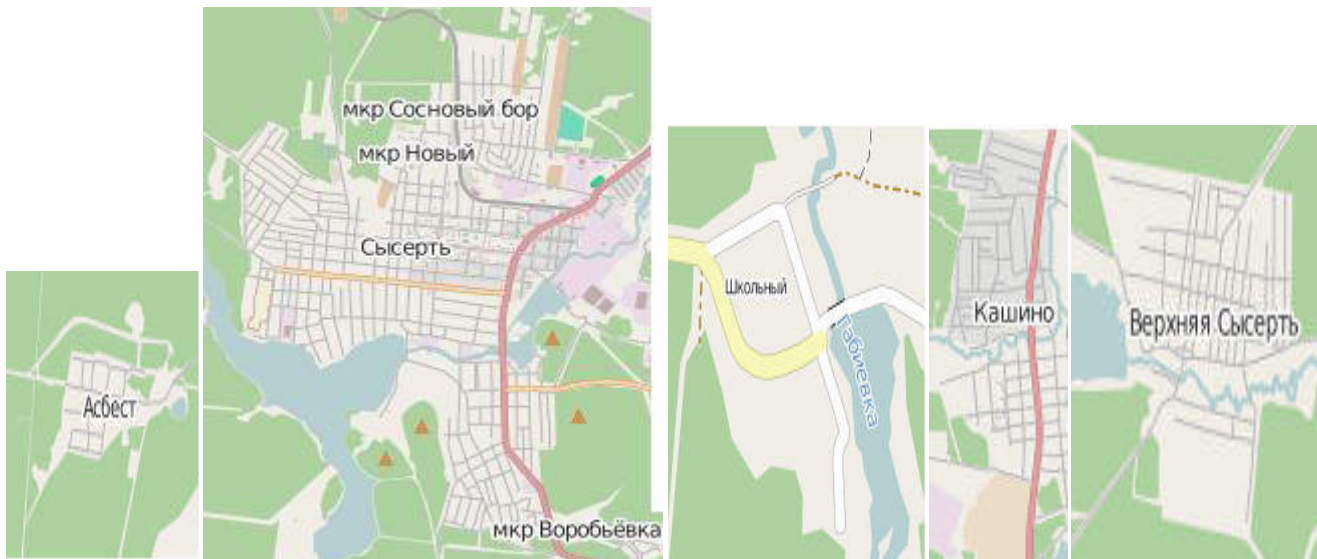 Асбест
мкр Сосновый бор
мкр Новый
Сысерть
мкр Воробьёвка
Школьный
Габиевка
Кашино
Верхняя Сысерть